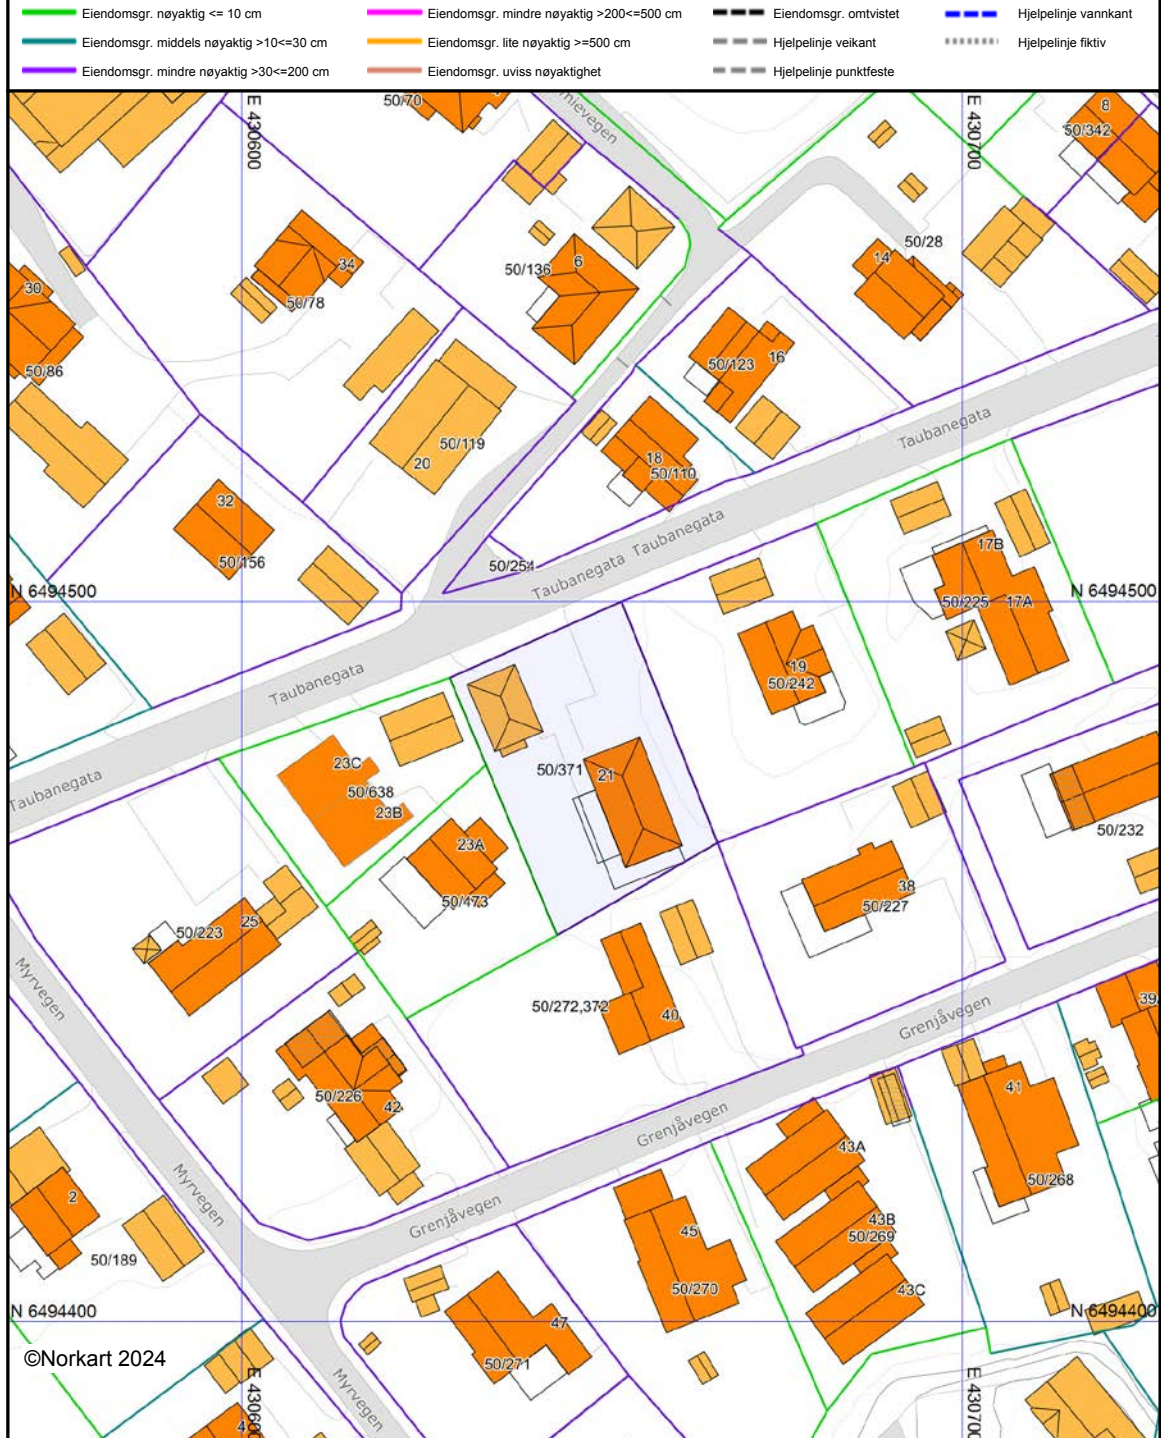 Eiendomsgr. nøyaktig <= 10 cm
Eiendomsgr. mindre nøyaktig >200<=500 cm
Eiendomsgr. omtvistet
Hjelpelinje vannkant
Eiendomsgr. middels nøyaktig >10<=30 cm
Eiendomsgr. lite nøyaktig >=500 cm
Hjelpelinje veikant
Hjelpelinje fiktiv
Eiendomsgr. mindre nøyaktig >30<=200 cm
Eiendomsgr. uviss nøyaktighet
Hjelpelinje punktfeste
50/70
E 430600
E 430700
8
50/342
50/28
14
6
50/136
34
50/78
30
50/86
50/123
16
50/119
20
Taubanegata
18
50/110
32
50/156
Taubanegata
Taubanegata
50/254
17B
N 6494500
N 6494500
50/225
17A
19
50/242
Taubanegata
Taubanegata
23C
50/638
23B
50/371
21
50/232
23A
50/473
38
50/227
25
50/223
Myrvegen
50/272,372
40
39
Grenjåvegen
50/226
42
41
Grenjåvegen
43A
50/268
2
Myrvegen
50/189
Grenjåvegen
45
43B
50/269
50/270
43C
N 6494400
N 6494400
47
50/271
©Norkart 2024
Myrvegen
E 430700
4